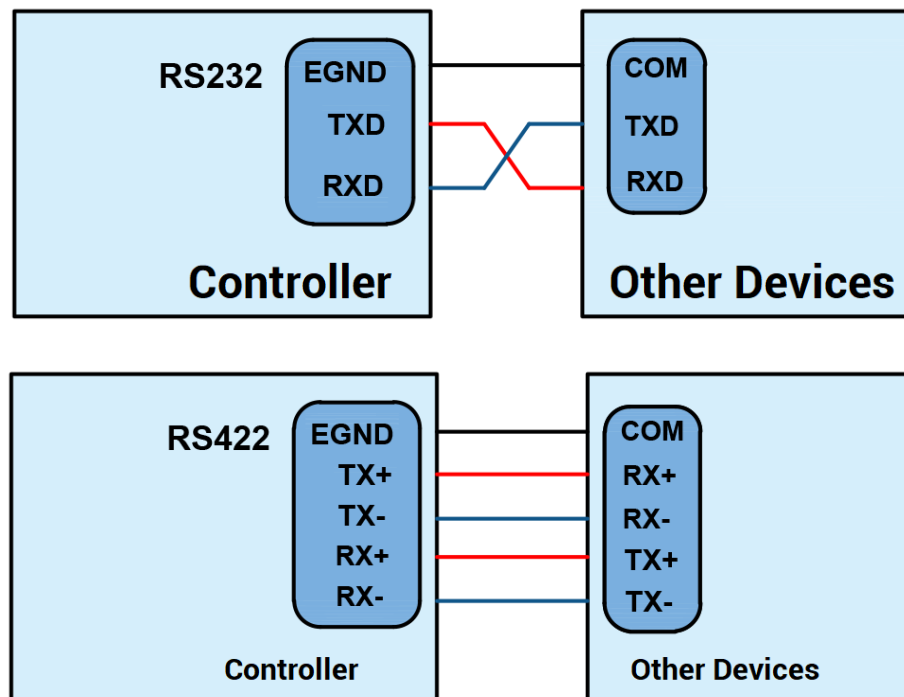 RS232
EGND
TXD
RXD
Controller
COM
TXD
RXD
Other Devices
RS422
EGND
TX+
TX-
RX+
RX-
Controller
COM
RX+
RX-
TX+
TX-
Other Devices